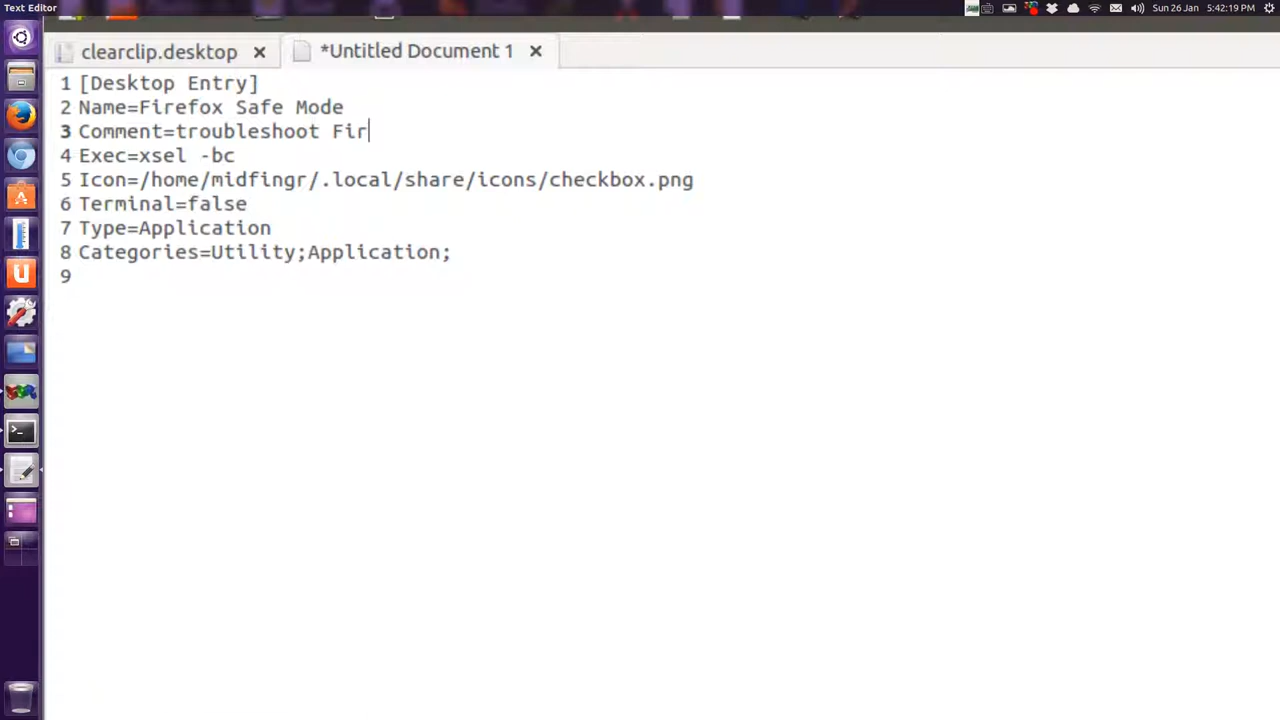 Text Editor
Sun 26 Jan 5:42:19 PM
clearclip.desktop
*Untitled Document 1
1 [Desktop Entry]
2 Name=Firefox Safe Mode
3 Comment=troubleshoot Fir
4 Exec=xsel -bc
5 Icon=/home/midfingr/.local/share/icons/checkbox.png
6 Terminal=false
7 Type=Application
8 Categories=Utility;Application;
9